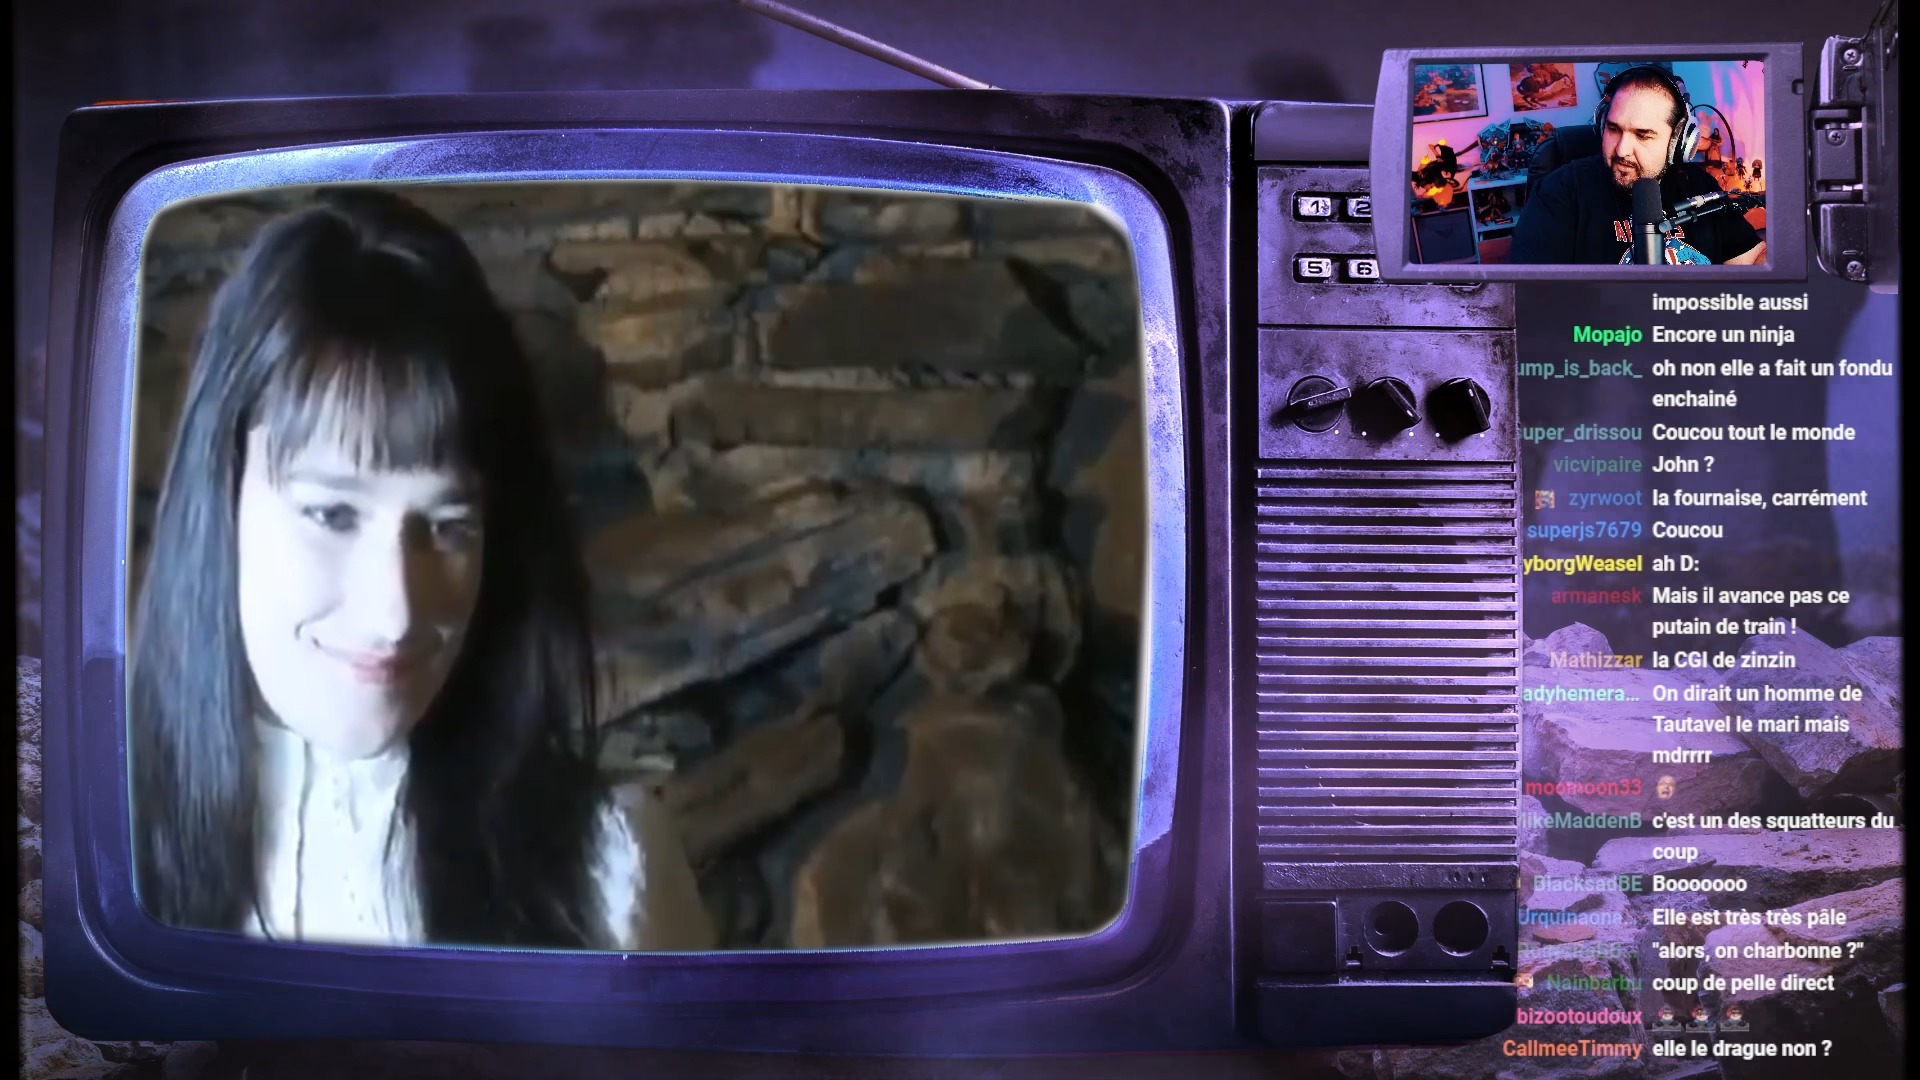 1 2
5 6
impossible aussi
Mopajo Encore un ninja
ump_is_back_ oh non elle a fait un fondu
enchainé
uper_drissou Coucou tout le monde
vicvipaire John ?
zyrwoot la fournaise, carrément
superjs7679 Coucou
yborgWeasel ah D:
armanesk Mais il avance pas ce
putain de train !
Mathizzar la CGI de zinzin
adyhemera... On dirait un homme de
Tautavel le mari mais
mdrrrr
moomoon33
ikeMaddenB c'est un des squatteurs du
coup
BlacksadBE Booooooo
Urquinaona... Elle est très très pâle
"alors, on charbonne ?"
Nainbarbu coup de pelle direct
bizootoudoux
CallmeeTimmy elle le drague non ?